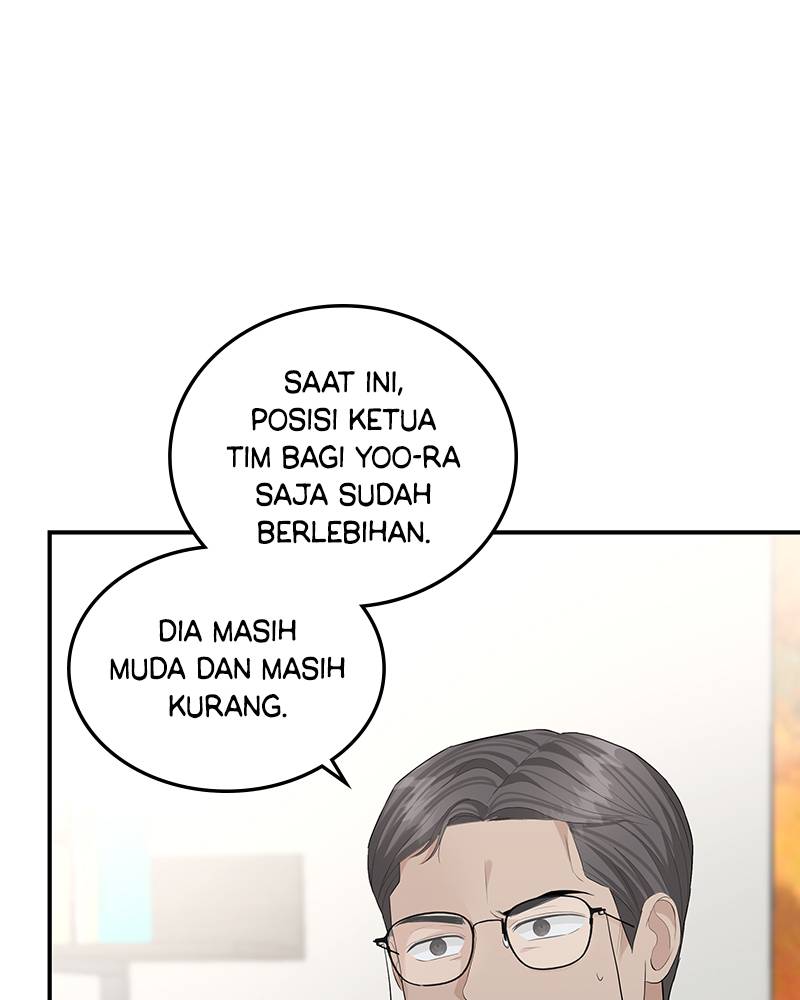 SAAT INI,
POSISI KETUA
TIM BAGI YOO-RA
SAJA SUDAH
BERLEBIHAN.
DIA MASIH
MUDA DAN MASIH
KURANG.